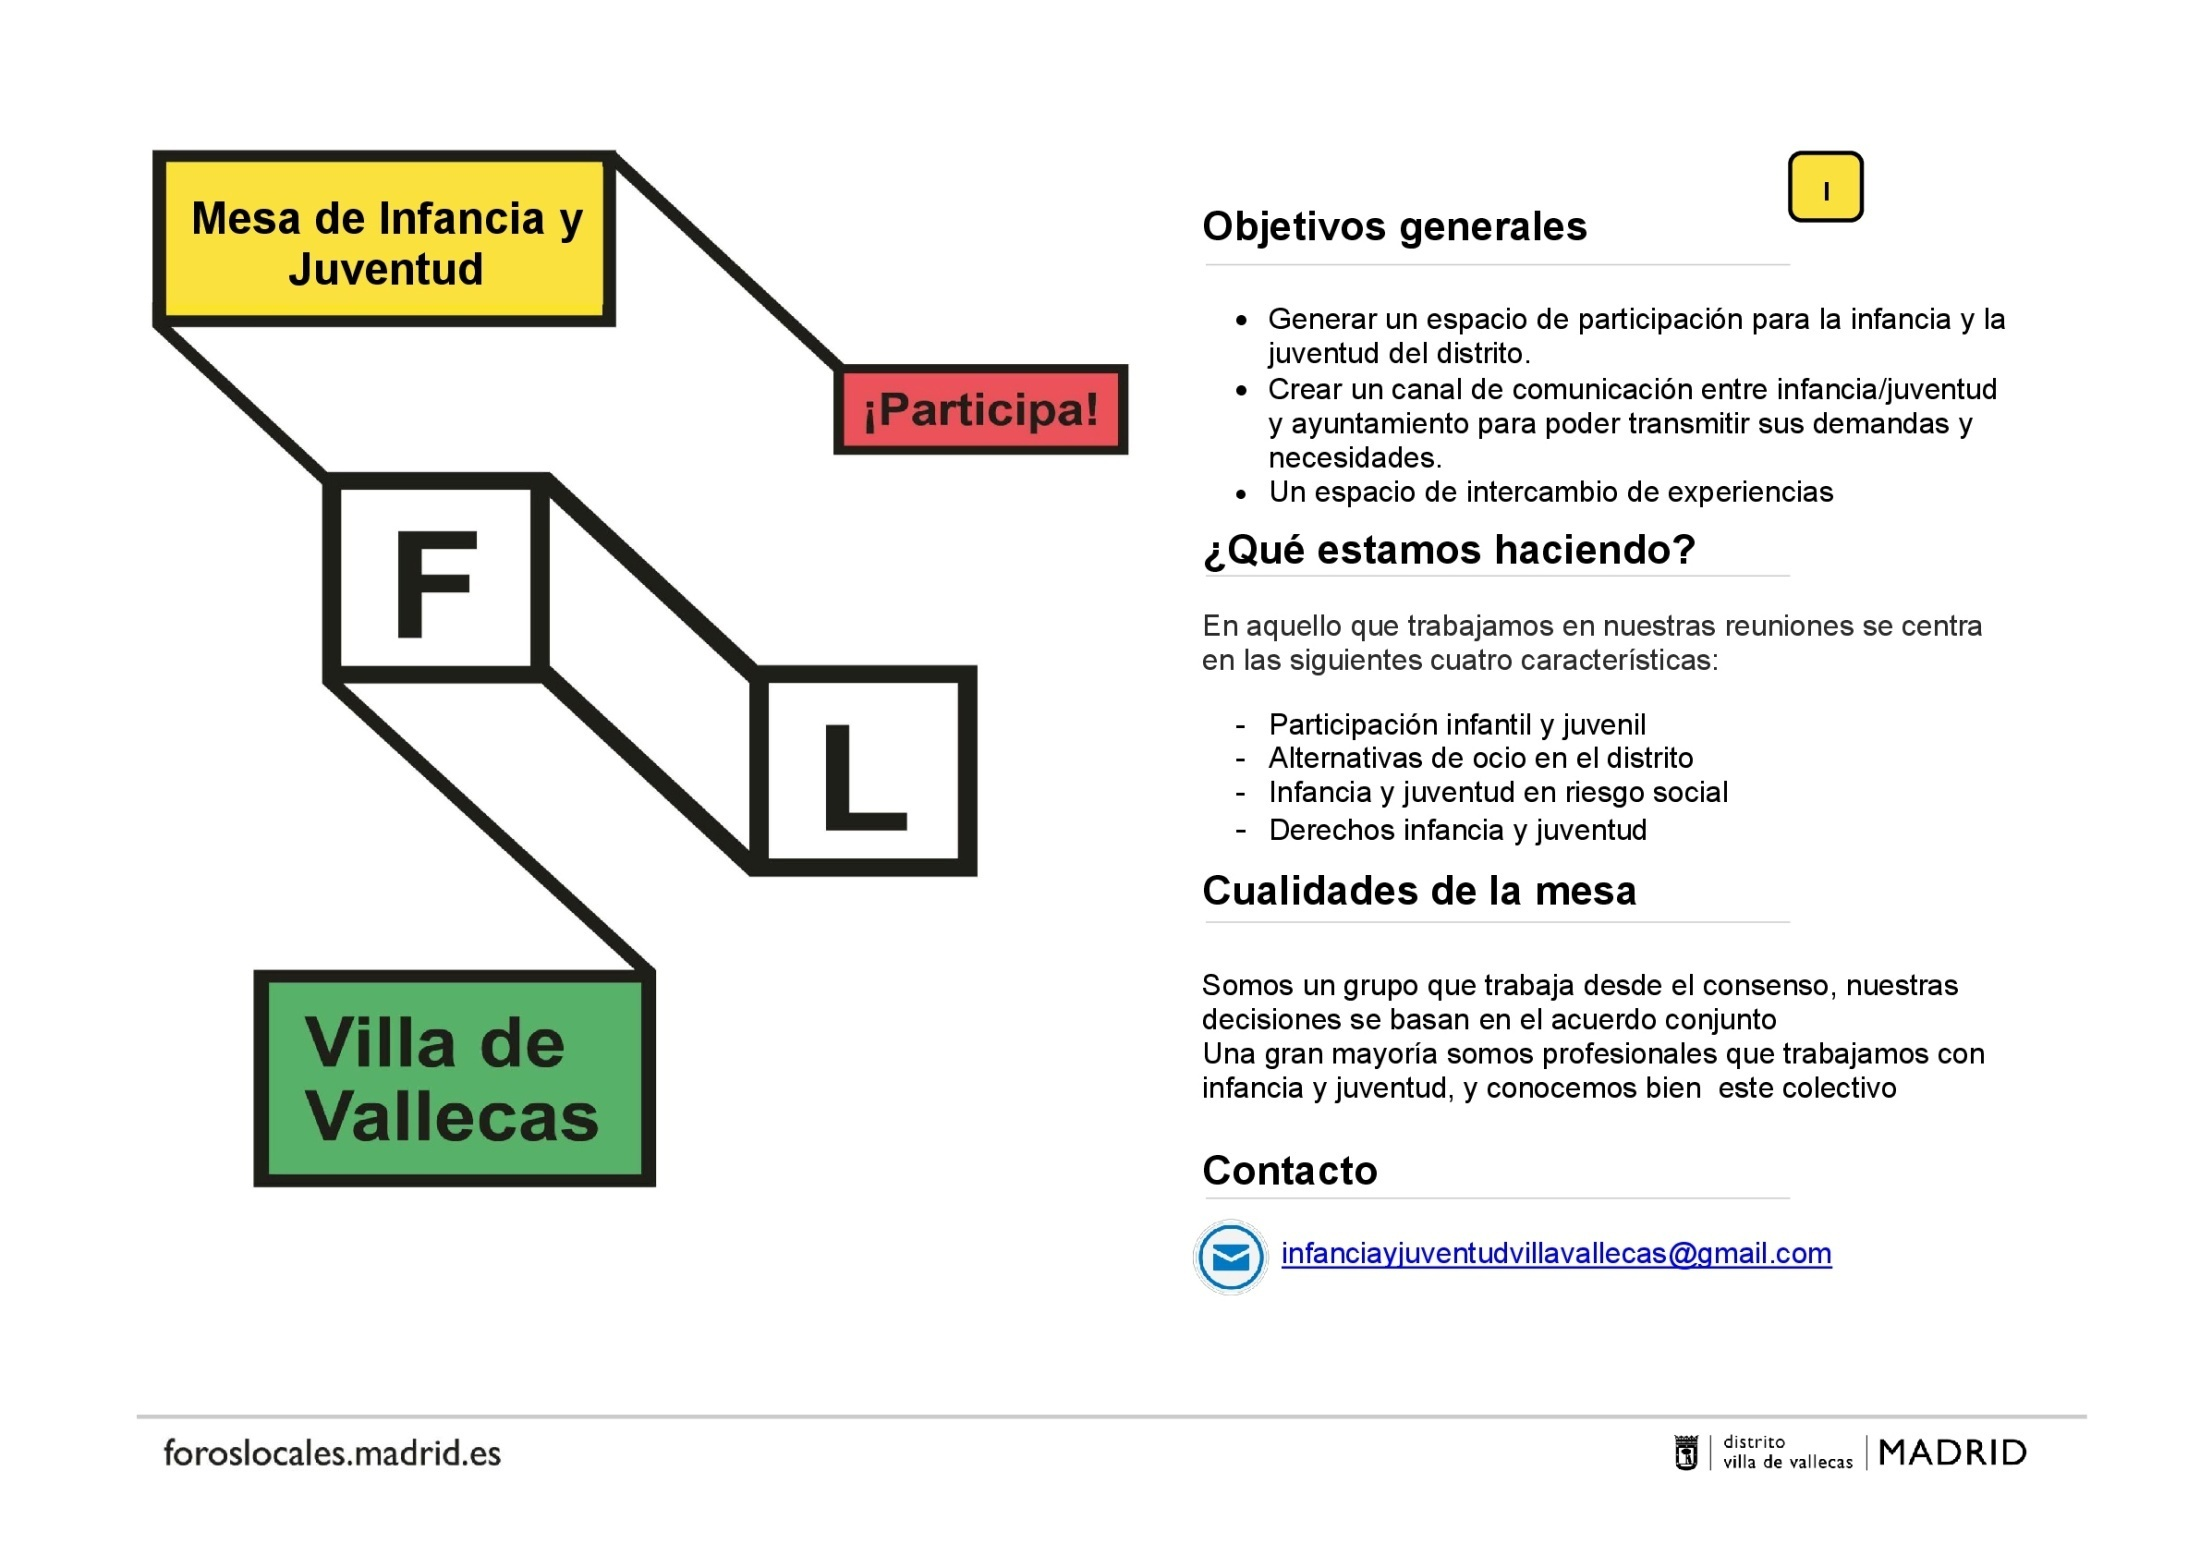 Mesa de Infancia y
Juventud
¡Participa!
F
L
Villa de
Vallecas
I
Objetivos generales
• Generar un espacio de participación para la infancia y la
juventud del distrito.
• Crear un canal de comunicación entre infancia/juventud
y ayuntamiento para poder transmitir sus demandas y
necesidades.
• Un espacio de intercambio de experiencias
¿Qué estamos haciendo?
En aquello que trabajamos en nuestras reuniones se centra
en las siguientes cuatro características:
- Participación infantil y juvenil
- Alternativas de ocio en el distrito
- Infancia y juventud en riesgo social
- Derechos infancia y juventud
Cualidades de la mesa
Somos un grupo que trabaja desde el consenso, nuestras
decisiones se basan en el acuerdo conjunto
Una gran mayoría somos profesionales que trabajamos con
infancia y juventud, y conocemos bien  este colectivo
Contacto
infanciayjuventudvillavallecas@gmail.com
foroslocales.madrid.es
distrito
villa de vallecas
MADRID